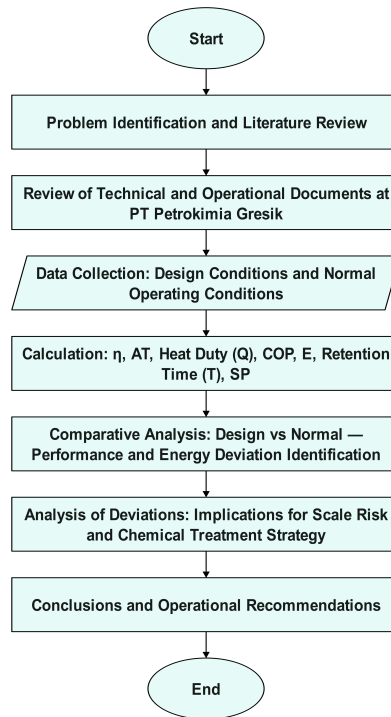 Start
Problem Identification and Literature Review
Review of Technical and Operational Documents at
PT Petrokimia Gresik
Data Collection: Design Conditions and Normal
Operating Conditions
Calculation: η, AT, Heat Duty (Q), COP, E, Retention
Time (T), SP
Comparative Analysis: Design vs Normal —
Performance and Energy Deviation Identification
Analysis of Deviations: Implications for Scale Risk
and Chemical Treatment Strategy
Conclusions and Operational Recommendations
End